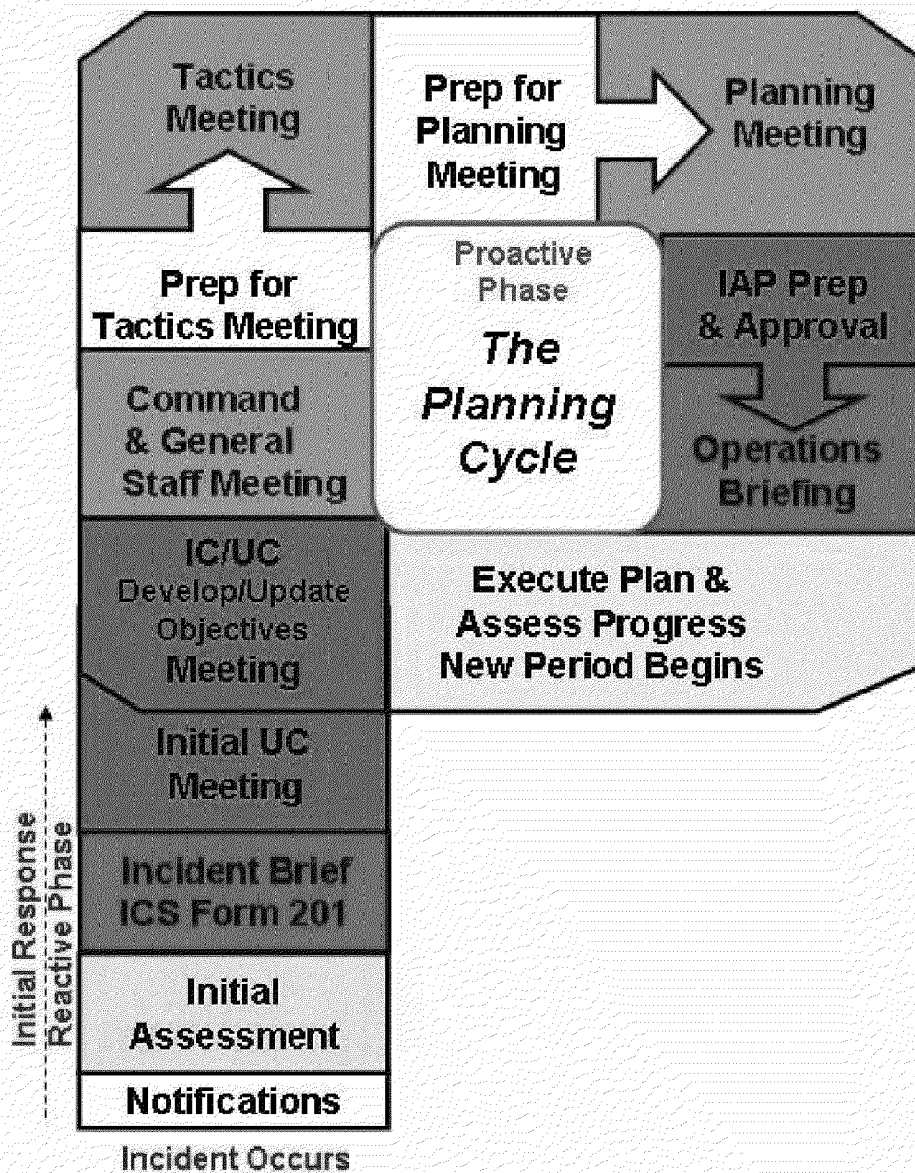 Tactics
Meeting
Prep for
Planning
Meeting
Planning
Meeting
Prep for
Tactics Meeting
Proactive
Phase
The
Planning
Cycle
IAP Prep
& Approval
Command
& General
Staff Meeting
Operations
Briefing
IC/UC
Develop/Update
Objectives
Meeting
Execute Plan &
Assess Progress
New Period Begins
Initial UC
Meeting
Incident Brief
ICS Form 201
Initial
Assessment
Notifications
Initial Response
Reactive Phase
Incident Occurs